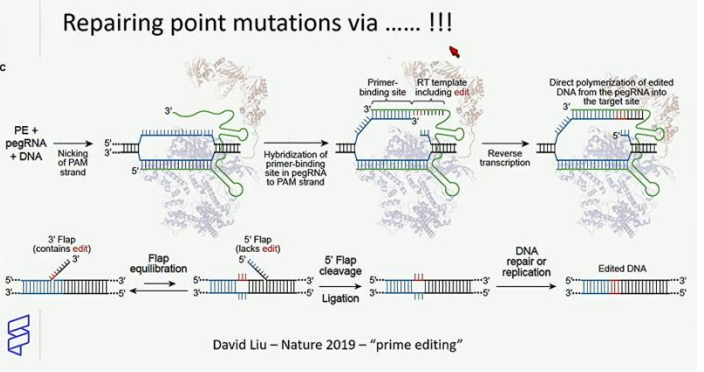 Repairing point mutations via ...... !!!
c
PE +
pegRNA
+ DNA
Nicking
of PAM
strand
3'
5'
3'
5'
Hybridization of
primer-binding
site in pegRNA
to PAM strand
Primer-
binding site
RT template
including edit
3'
3'
Reverse
transcription
Direct polymerization of edited
DNA from the pegRNA into
the target site
3'
5'
3' Flap
(contains edit)
3'
5'
3'
3'
5'
Flap
equilibration
5' Flap
(lacks edit)
5'
5'
3'
3'
5'
5' Flap
cleavage
Ligation
5'
3'
3'
5'
DNA
repair or
replication
Edited DNA
5'
3'
3'
5'
David Liu – Nature 2019 – "prime editing"